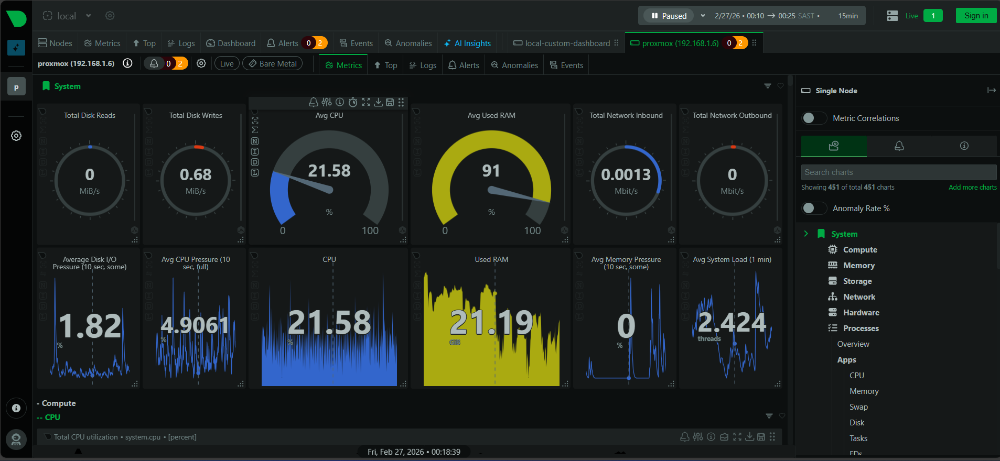 local
Paused
2/27/26 • 00:10 → 00:25 SAST •
15min
Live
1
Sign in
Nodes
Metrics
Top
Logs
Dashboard
Alerts 0 2
Events
Anomalies
AI Insights
local-custom-dashboard
proxmox (192.168.1.6) 0 2
proxmox (192.168.1.6)
0 2
Live
Bare Metal
Metrics
Top
Logs
Alerts
Anomalies
Events
p
System
Total Disk Reads
0
MiB/s
Total Disk Writes
0.68
MiB/s
Avg CPU
21.58
%
0 100
Avg Used RAM
91
%
0 100
Total Network Inbound
0.0013
Mbit/s
Total Network Outbound
0
Mbit/s
N
I
D
L
Average Disk I/O
Pressure (10 sec, some)
1.82
%
Avg CPU Pressure (10
sec, full)
4.9061
%
CPU
21.58
%
Used RAM
21.19
GiB
Avg Memory Pressure
(10 sec, some)
0
%
Avg System Load (1 min)
2.424
threads
- Compute
-- CPU
Total CPU utilization • system.cpu • [percent]
Fri, Feb 27, 2026 • 00:18:39
Single Node
Metric Correlations
Search charts
Showing 451 of total 451 charts
Add more charts
Anomaly Rate %
System
Compute
Memory
Storage
Network
Hardware
Processes
Overview
Apps
CPU
Memory
Swap
Disk
Tasks
FDs